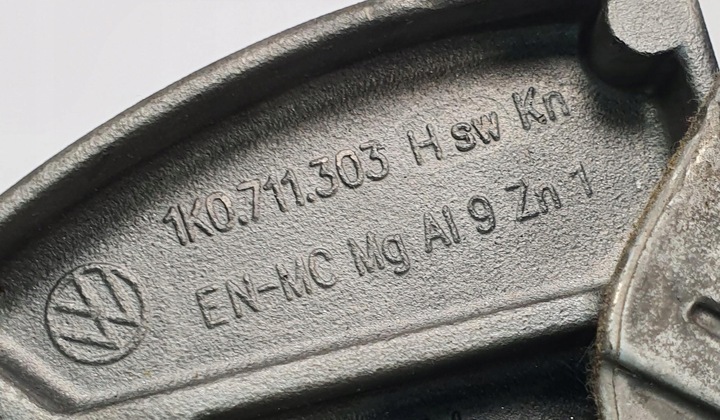 1K0.711.303 H sw Kn
EN-MC Mg Al 9 Zn 1